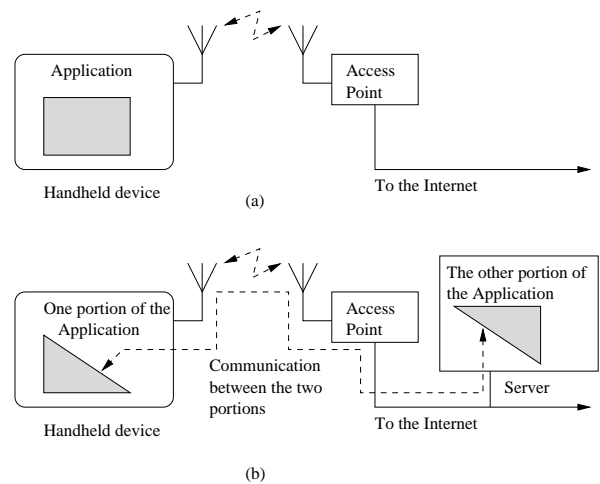 Application
Access
Point
Handheld device
To the Internet
(a)
One portion of the
Application
Access
Point
The other portion of
the Application
Communication
between the two
portions
Server
Handheld device
To the Internet
(b)